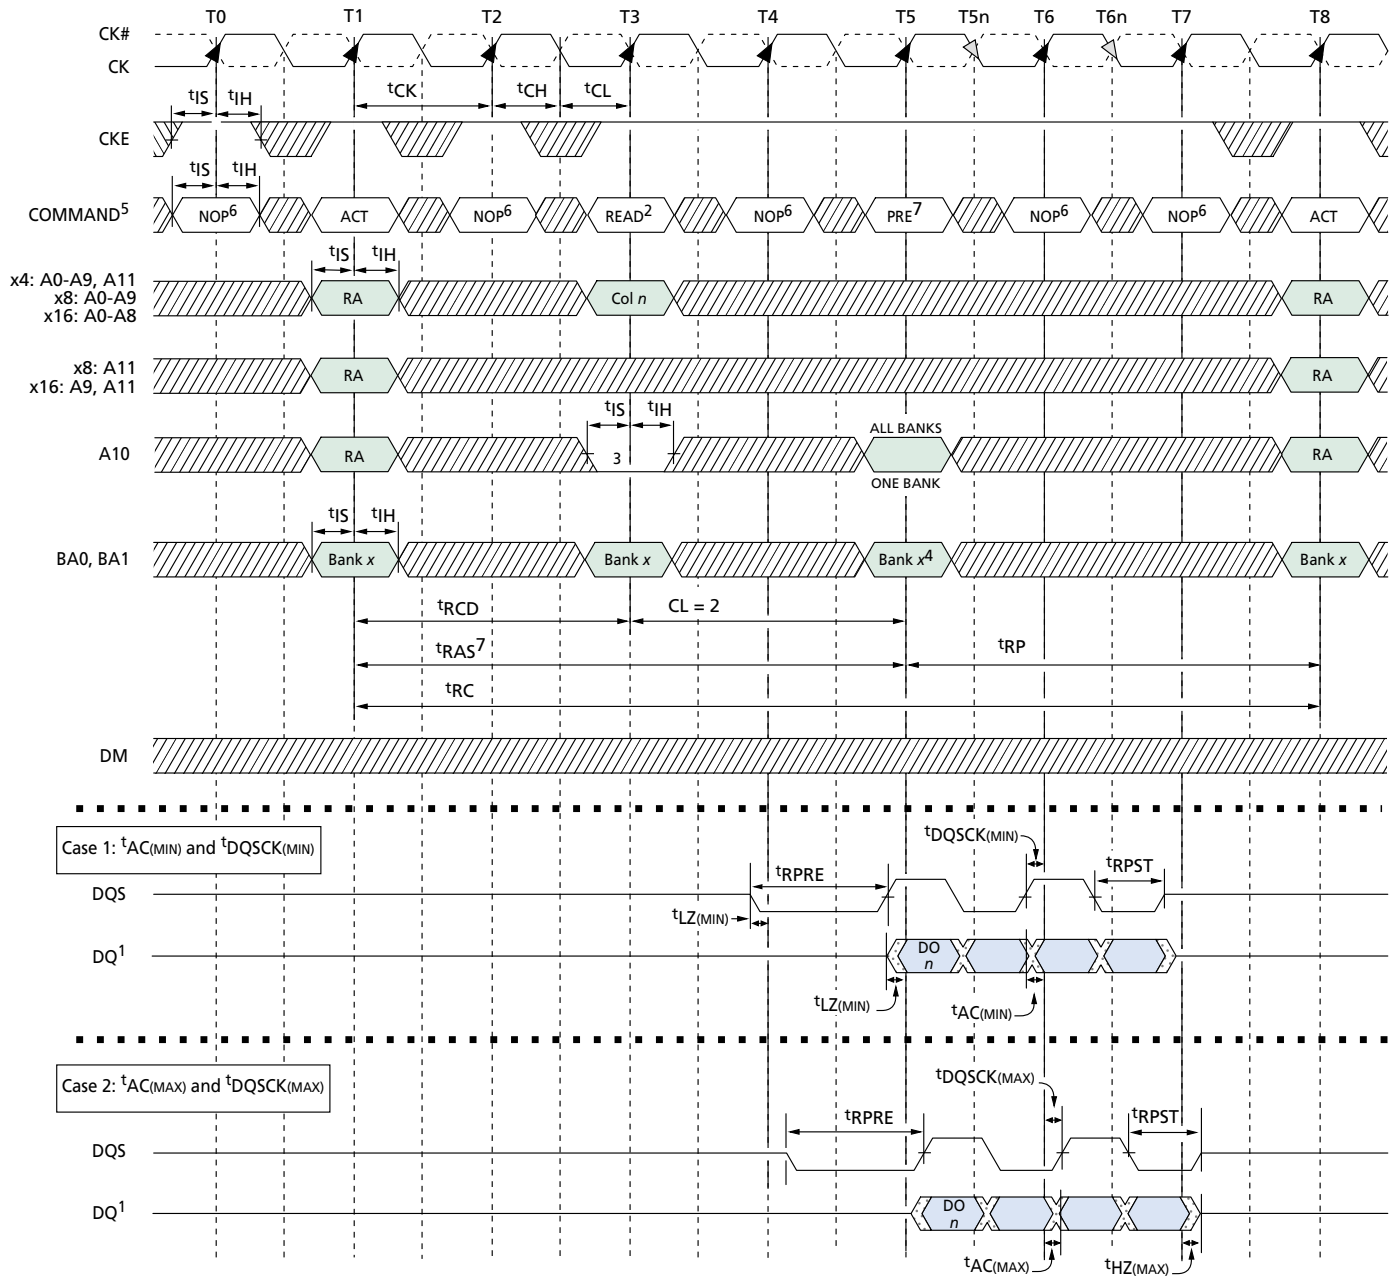 T0 T1 T2 T3 T4 T5 T5n T6 T6n T7 T8
CK#
CK
tIS tIH tCK tCH tCL
CKE
tIS tIH
COMMAND5 NOP6 ACT NOP6 READ2 NOP6 PRE7 NOP6 NOP6 ACT
tIS tIH
x4: A0-A9, A11
x8: A0-A9
x16: A0-A8
RA Col n RA
x8: A11
x16: A9, A11
RA RA
tIS tIH
ALL BANKS
A10 RA 3 RA
ONE BANK
tIS tIH
BA0, BA1 Bank x Bank x Bank x4 Bank x
tRCD CL = 2
tRAS7 tRP
tRC
DM
tDQSCK(MIN)
Case 1: tAC(MIN) and tDQSCK(MIN)
tRPRE tRPST
DQS
tLZ(MIN)
DQ1 DO
n
tLZ(MIN) tAC(MIN)
Case 2: tAC(MAX) and tDQSCK(MAX)
tDQSCK(MAX)
tRPRE tRPST
DQS
DQ1 DO
n
tAC(MAX) tHZ(MAX)